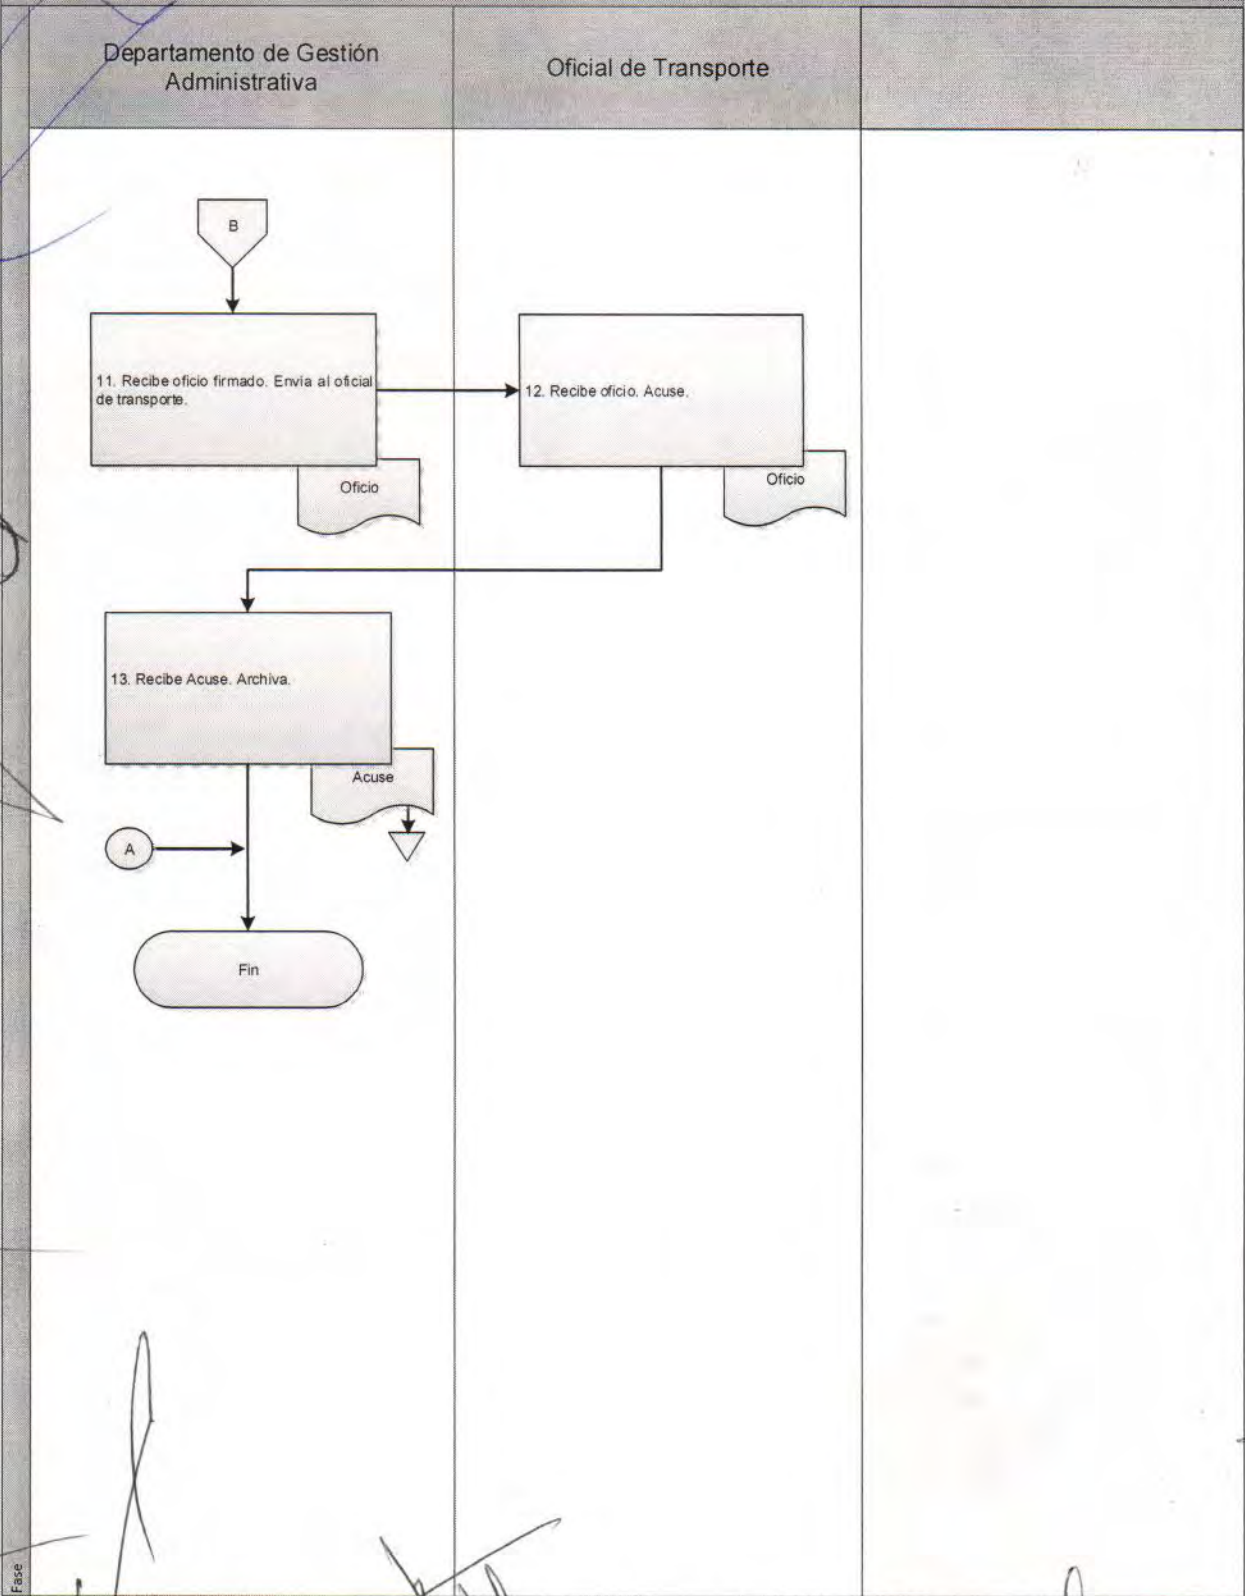 Departamento de Gestión
Administrativa
Oficial de Transporte
B
11. Recibe oficio firmado. Envia al oficial
de transporte.
12. Recibe oficio. Acuse.
Oficio
Oficio
13. Recibe Acuse. Archiva.
Acuse
A
Fin
Fase